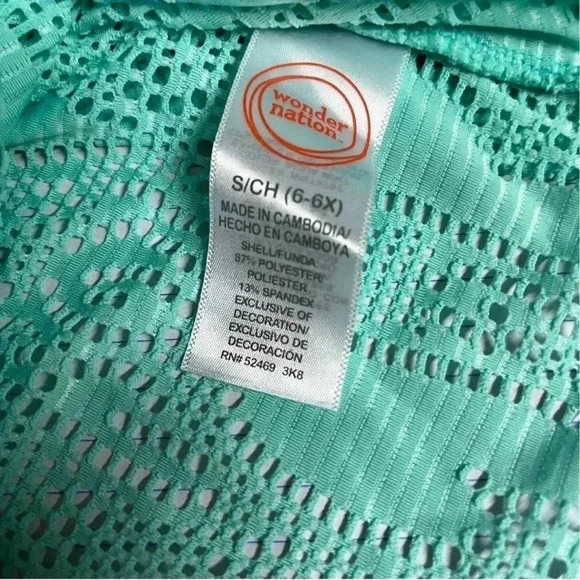 wonder
nation™
S/CH (6-6X)
MADE IN CAMBODIA/
HECHO EN CAMBOYA
SHELL/FUNDA
87% POLYESTER/
POLIESTER
13% SPANDEX
EXCLUSIVE OF
DECORATION/
EXCLUSIVO DE
DECORACIÓN
RN# 52469 3K8